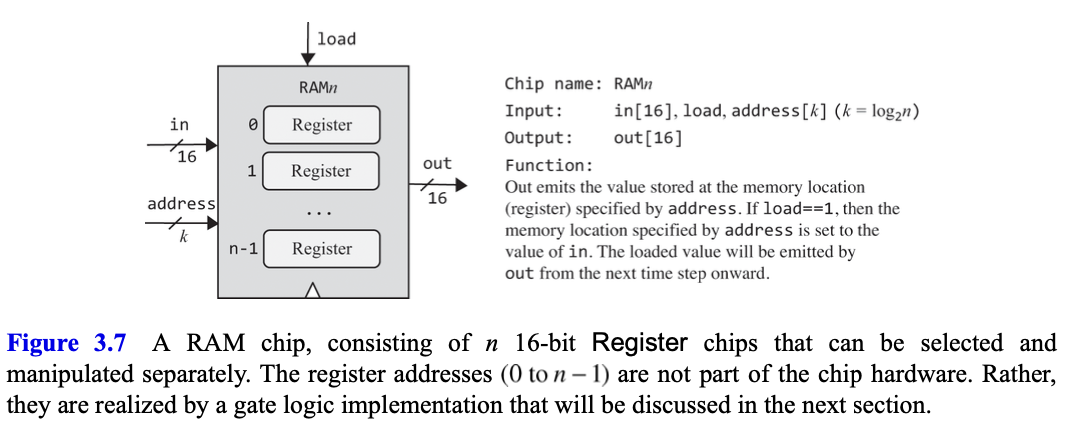 load
RAMn
in
16
0 Register
1 Register
out
16
address
k
...
n-1 Register
Chip name: RAMn
Input: in[16], load, address[k] (k = log₂n)
Output: out[16]
Function:
Out emits the value stored at the memory location
(register) specified by address. If load==1, then the
memory location specified by address is set to the
value of in. The loaded value will be emitted by
out from the next time step onward.
Figure 3.7 A RAM chip, consisting of n 16-bit Register chips that can be selected and
manipulated separately. The register addresses (0 to n – 1) are not part of the chip hardware. Rather,
they are realized by a gate logic implementation that will be discussed in the next section.